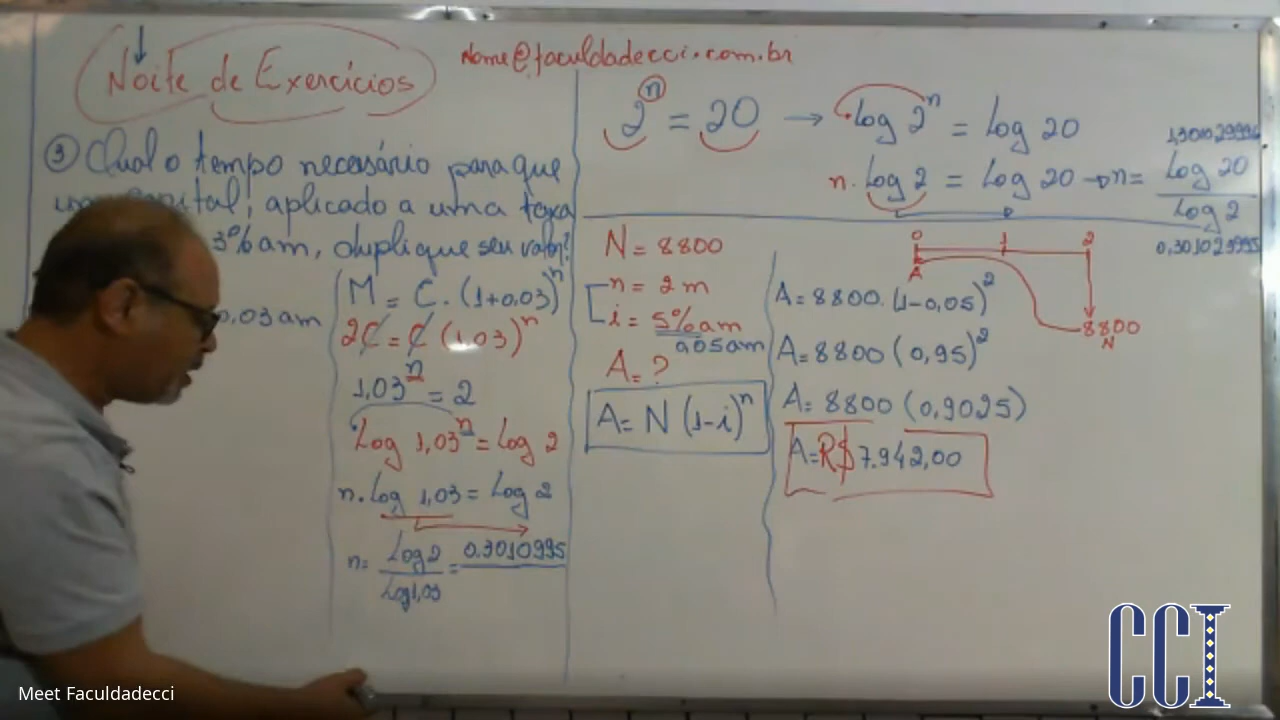 Noite de Exercícios
Nome@faculdadecci.com.br
③ Qual o tempo necessário para que
capital, aplicado a uma taxa
3% am, duplique seu valor?
0,03 am
M = C. (1+0,03)^n
2C = C (1,03)^n
1,03^n = 2
Log 1,03^n = Log 2
n. Log 1,03 = Log 2
n = Log 2 / Log 1,03 = 0,3010995
2^n = 20 → Log 2^n = Log 20
n. Log 2 = Log 20 → n = Log 20 / Log 2
1,301029996
0,301029995
N = 8800
n = 2 m
i = 5% am
0,05 am
A = ?
A = N (1-i)^n
0 1 2
A
8800
N
A = 8800. (1-0,05)^2
A = 8800 (0,95)^2
A = 8800 (0,9025)
A = R$ 7.942,00
CCI
Meet Faculdadecci